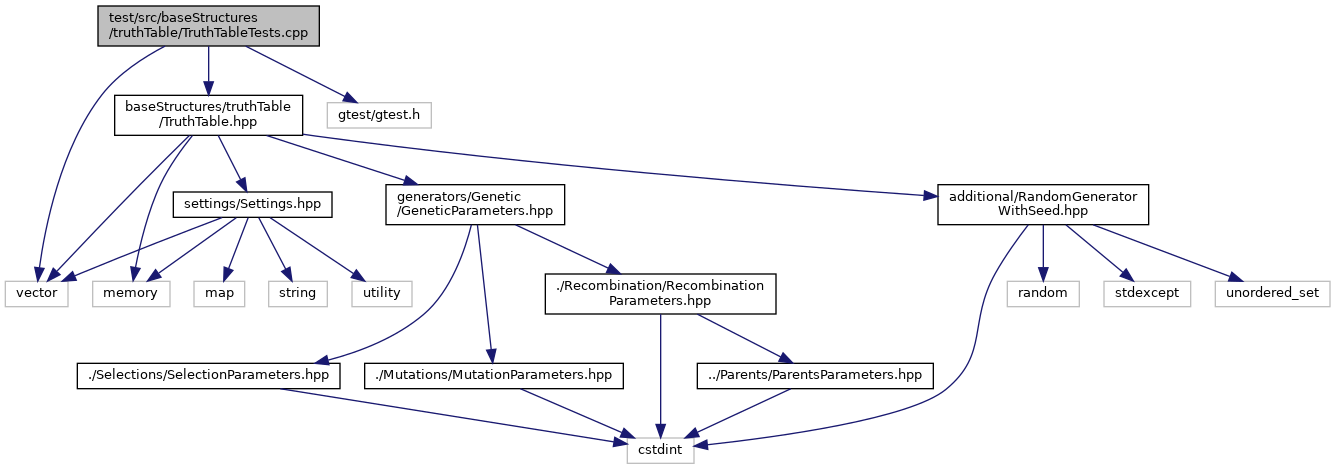 test/src/baseStructures
/truthTable/TruthTableTests.cpp
baseStructures/truthTable
/TruthTable.hpp
gtest/gtest.h
settings/Settings.hpp
generators/Genetic
/GeneticParameters.hpp
additional/RandomGenerator
WithSeed.hpp
vector
memory
map
string
utility
./Recombination/Recombination
Parameters.hpp
random
stdexcept
unordered_set
./Selections/SelectionParameters.hpp
./Mutations/MutationParameters.hpp
../Parents/ParentsParameters.hpp
cstdint